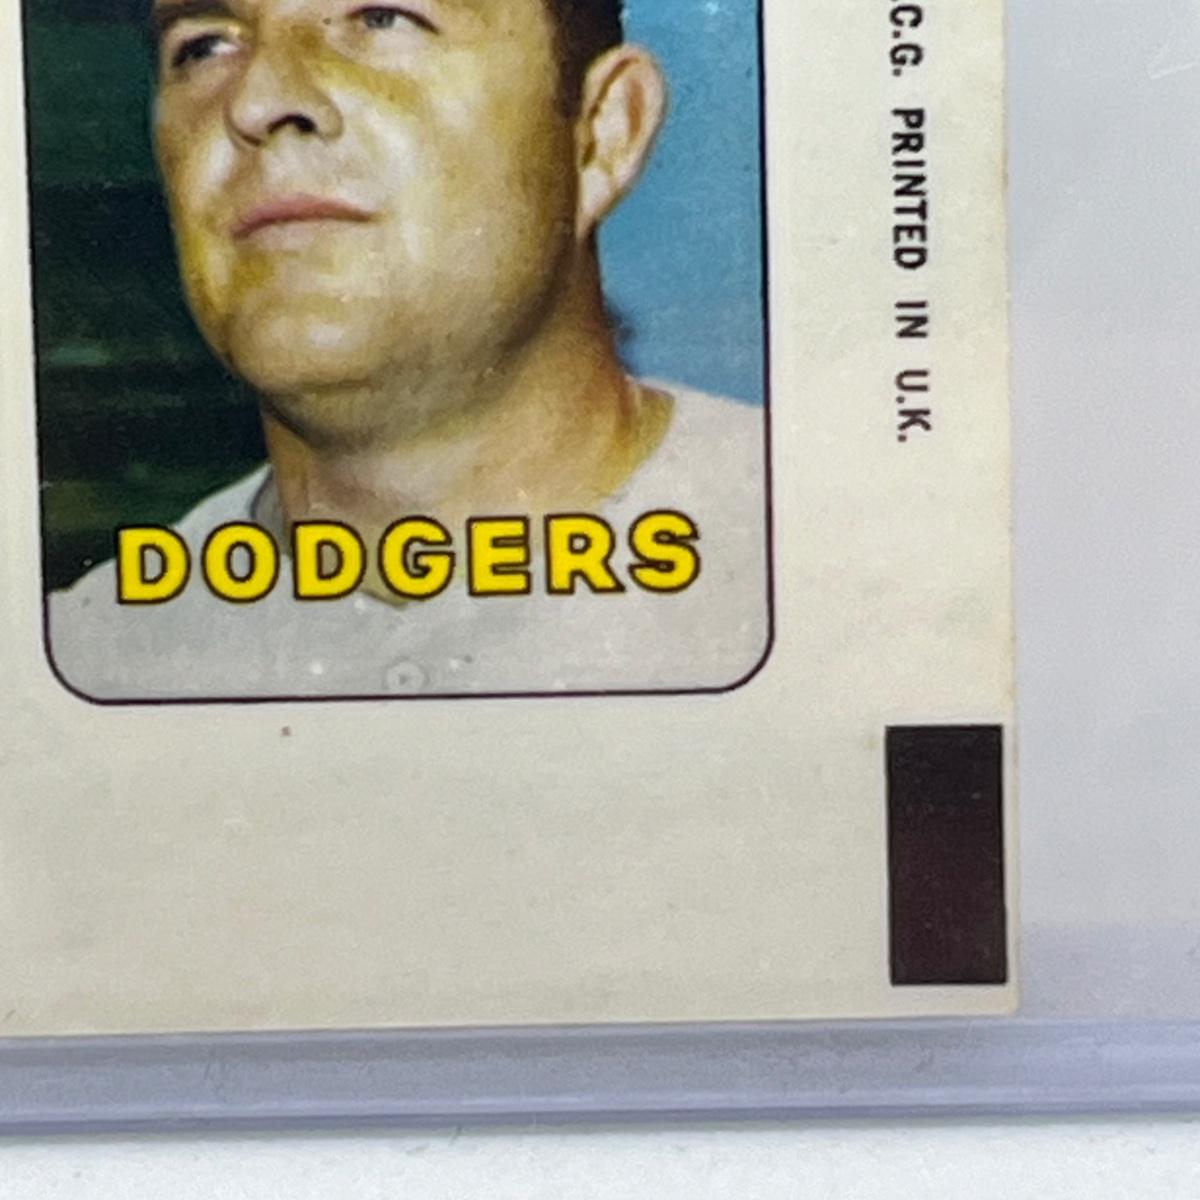 DODGERS
.C.G. PRINTED IN U.K.